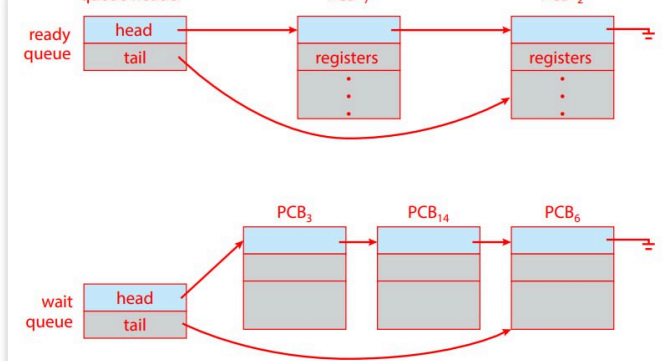 ready
queue
head
tail
registers
registers
PCB3
PCB14
PCB6
wait
queue
head
tail